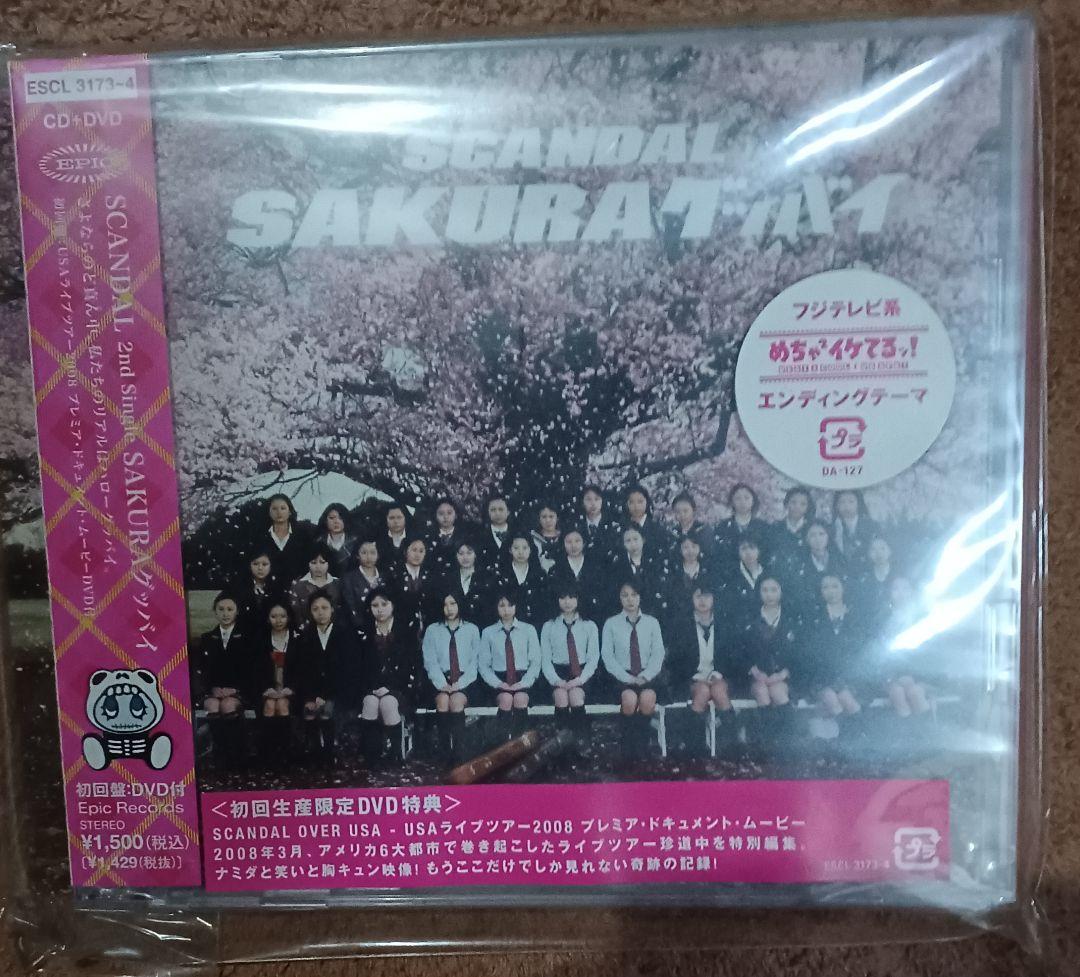 ESCL 3173~4
CD+DVD
EPIC
SCANDAL 2nd Single SAKURAグッバイ
初回盤:DVD付
Epic Records
STEREO
¥1,500(税込)
[¥1,429(税抜)]
SCANDAL
SAKURAグッバイ
フジテレビ系
めちゃ²イケてるッ!
エンディングテーマ
プラ
DA-127
<初回生産限定DVD特典>
SCANDAL OVER USA - USAライブツアー2008 プレミア・ドキュメント・ムービー
2008年3月、アメリカ6大都市で巻き起こしたライブツアー珍道中を特別編集。
ナミダと笑いと胸キュン映像! もうここだけでしか見れない奇跡の記録!
ESCL 3173-4
プラ